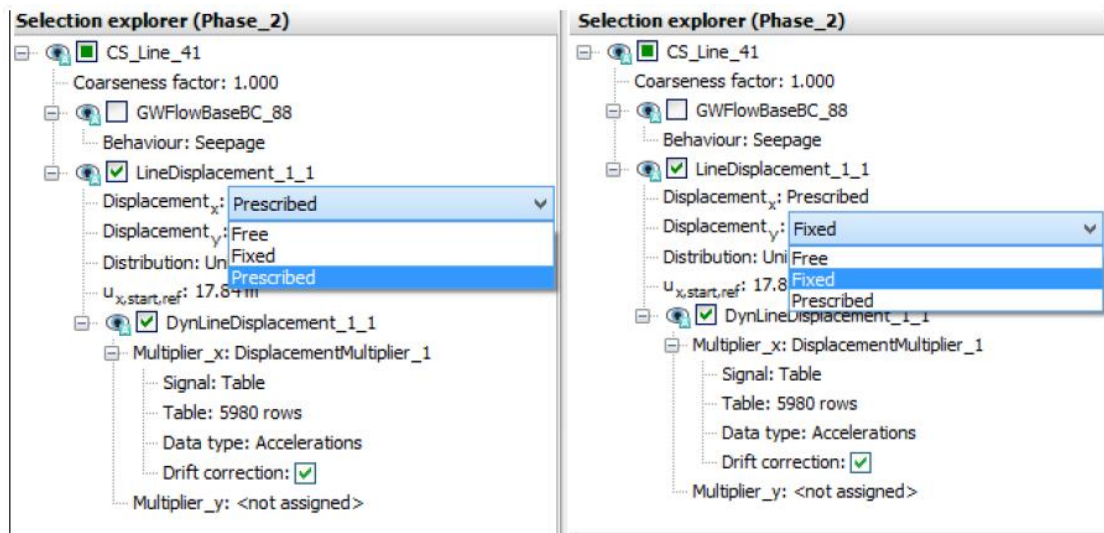 Selection explorer (Phase_2)
CS_Line_41
Coarseness factor: 1.000
GWFlowBaseBC_88
Behaviour: Seepage
LineDisplacement_1_1
Displacementx: Prescribed
Displacementy: Free
Fixed
Distribution: Uni
Prescribed
ux,start,ref: 17.84 m
DynLineDisplacement_1_1
Multiplier_x: DisplacementMultiplier_1
Signal: Table
Table: 5980 rows
Data type: Accelerations
Drift correction:
Multiplier_y: <not assigned>
Selection explorer (Phase_2)
CS_Line_41
Coarseness factor: 1.000
GWFlowBaseBC_88
Behaviour: Seepage
LineDisplacement_1_1
Displacementx: Prescribed
Displacementy: Fixed
Distribution: Uni
Free
Fixed
ux,start,ref: 17.8
Prescribed
DynLineDisplacement_1_1
Multiplier_x: DisplacementMultiplier_1
Signal: Table
Table: 5980 rows
Data type: Accelerations
Drift correction:
Multiplier_y: <not assigned>